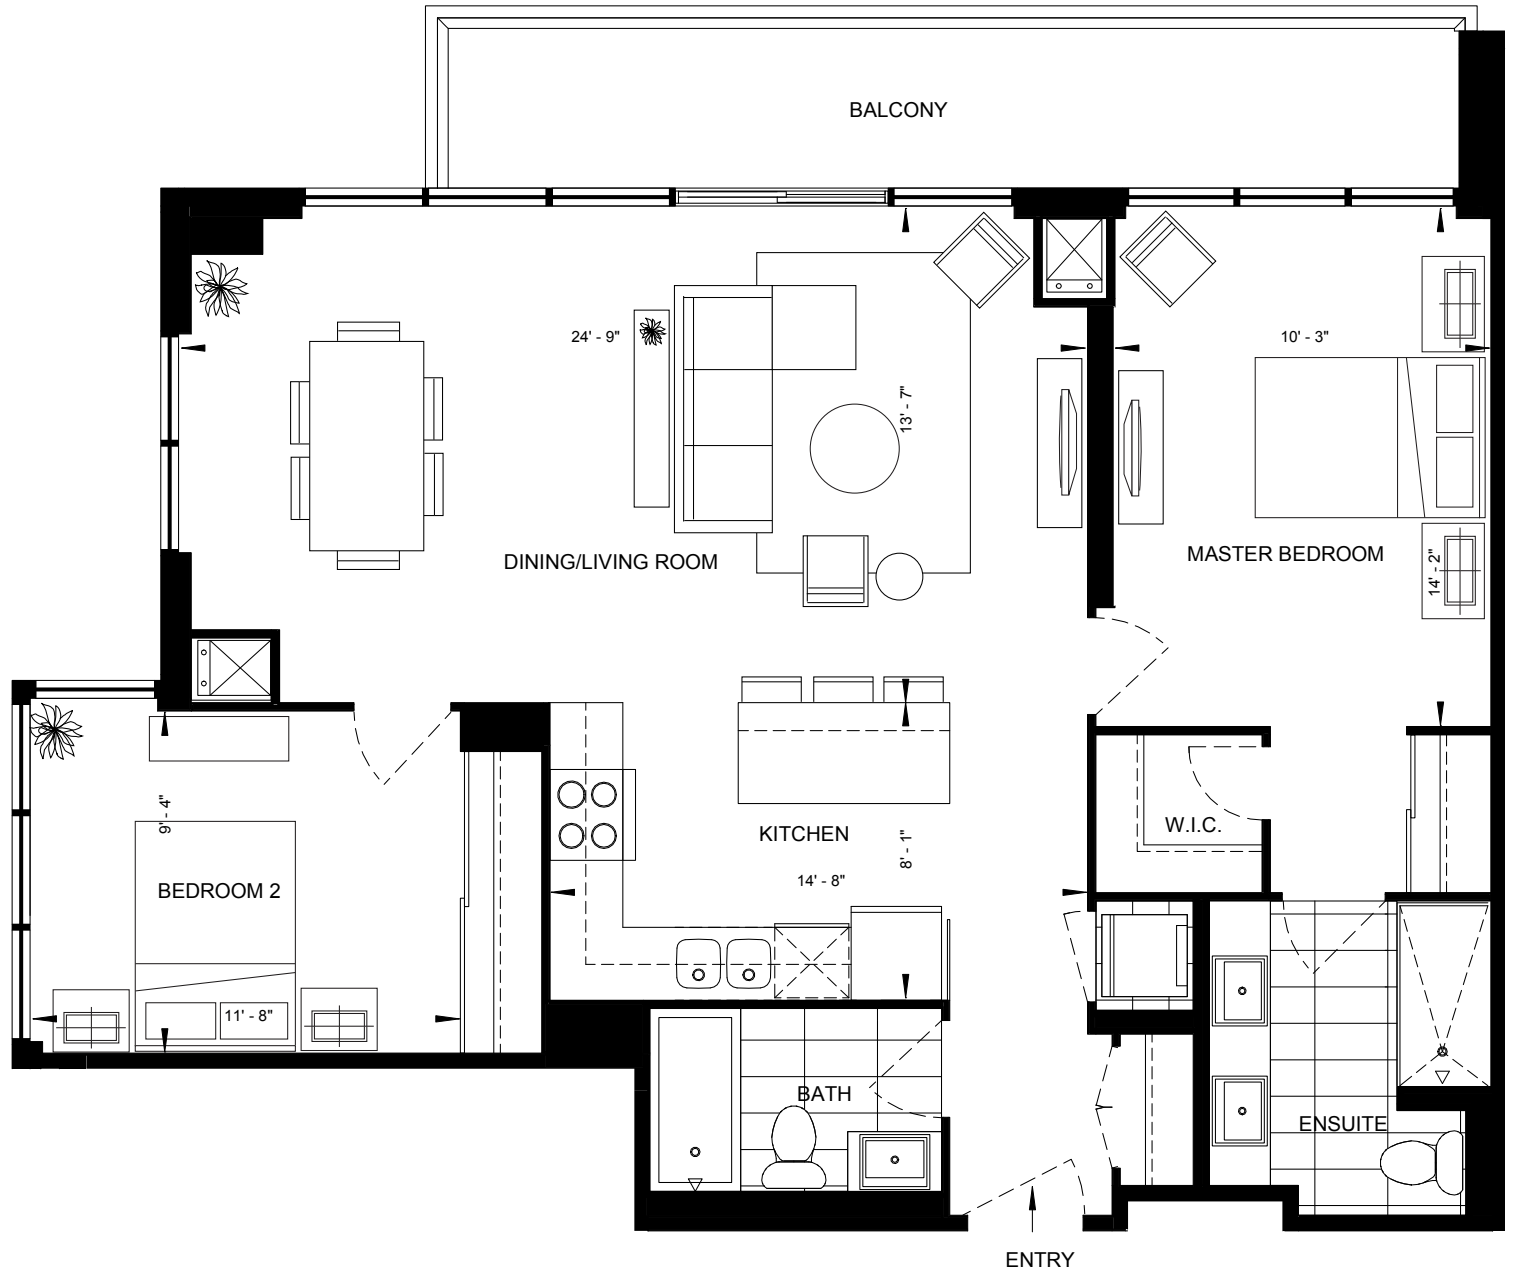 BALCONY
24' - 9"
10' - 3"
13' - 7"
DINING/LIVING ROOM
MASTER BEDROOM
14' - 2"
9' - 4"
KITCHEN
W.I.C.
8' - 1"
14' - 8"
BEDROOM 2
11' - 8"
BATH
ENSUITE
ENTRY